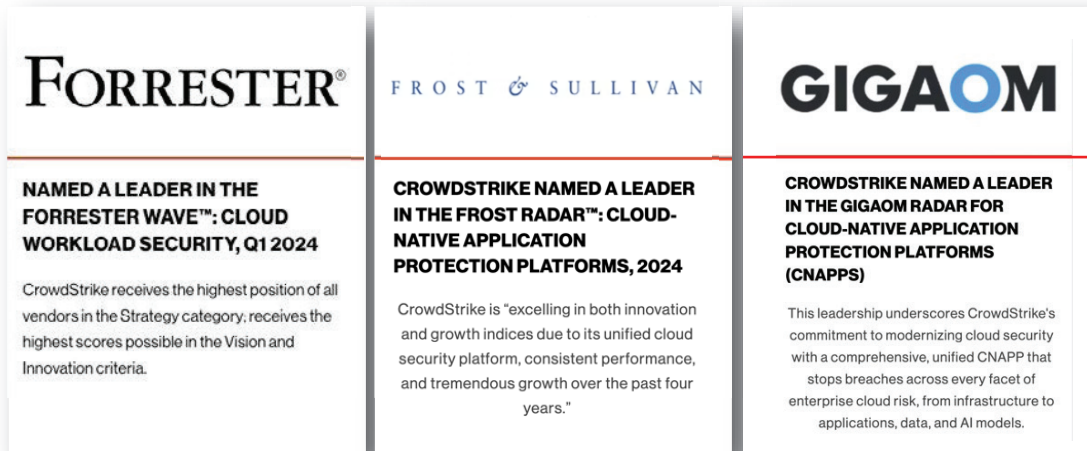 FORRESTER®
NAMED A LEADER IN THE
FORRESTER WAVE™: CLOUD
WORKLOAD SECURITY, Q1 2024
CrowdStrike receives the highest position of all
vendors in the Strategy category; receives the
highest scores possible in the Vision and
Innovation criteria.
FROST & SULLIVAN
CROWDSTRIKE NAMED A LEADER
IN THE FROST RADAR™: CLOUD-
NATIVE APPLICATION
PROTECTION PLATFORMS, 2024
CrowdStrike is “excelling in both innovation
and growth indices due to its unified cloud
security platform, consistent performance,
and tremendous growth over the past four
years.”
GIGAOM
CROWDSTRIKE NAMED A LEADER
IN THE GIGAOM RADAR FOR
CLOUD-NATIVE APPLICATION
PROTECTION PLATFORMS
(CNAPPS)
This leadership underscores CrowdStrike's
commitment to modernizing cloud security
with a comprehensive, unified CNAPP that
stops breaches across every facet of
enterprise cloud risk, from infrastructure to
applications, data, and AI models.